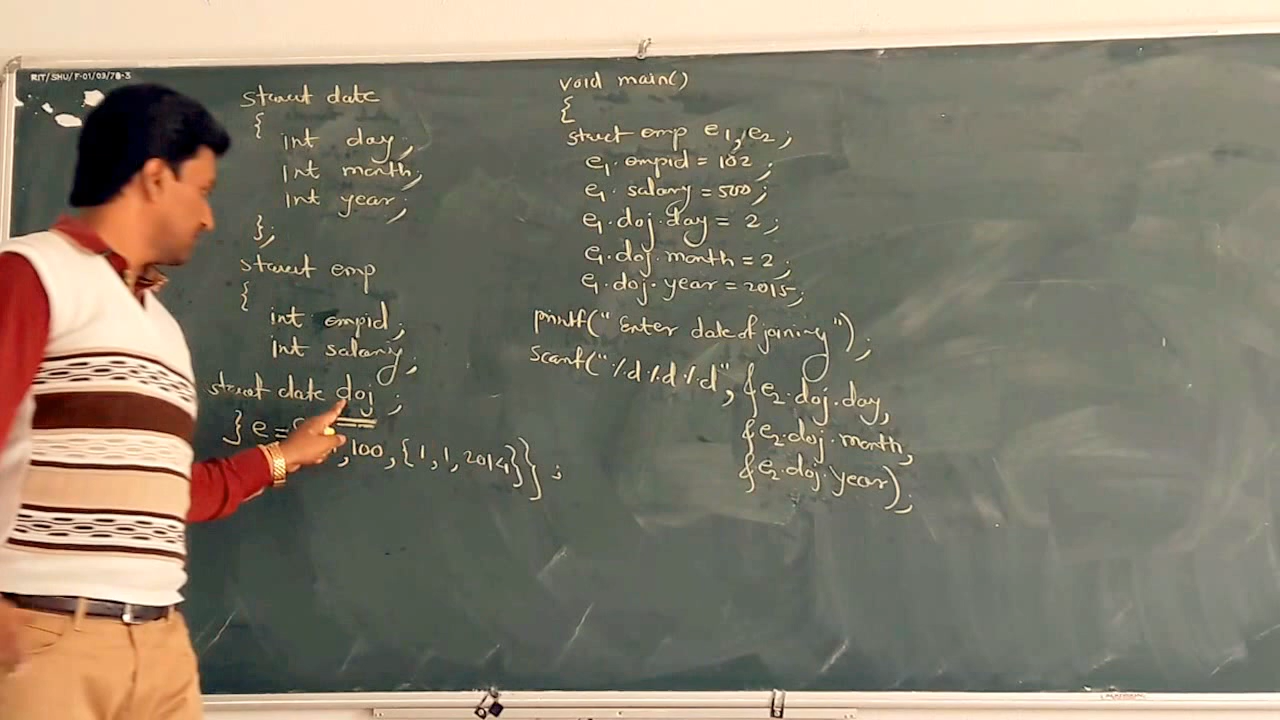 RIT/SHU/F-01/03/78-3
struct date
{
int day;
int month;
int year;
};
struct emp
{
int empid;
int salary;
struct date doj;
} e = {
,100,{1,1,2014}};
void main()
{
struct emp e1,e2;
e1.empid = 102;
e1.salary = 500;
e1.doj.day = 2;
e1.doj.month = 2;
e1.doj.year = 2015;
printf("Enter date of joining");
scanf("%d%d%d",&e2.doj.day,
&e2.doj.month,
&e2.doj.year);